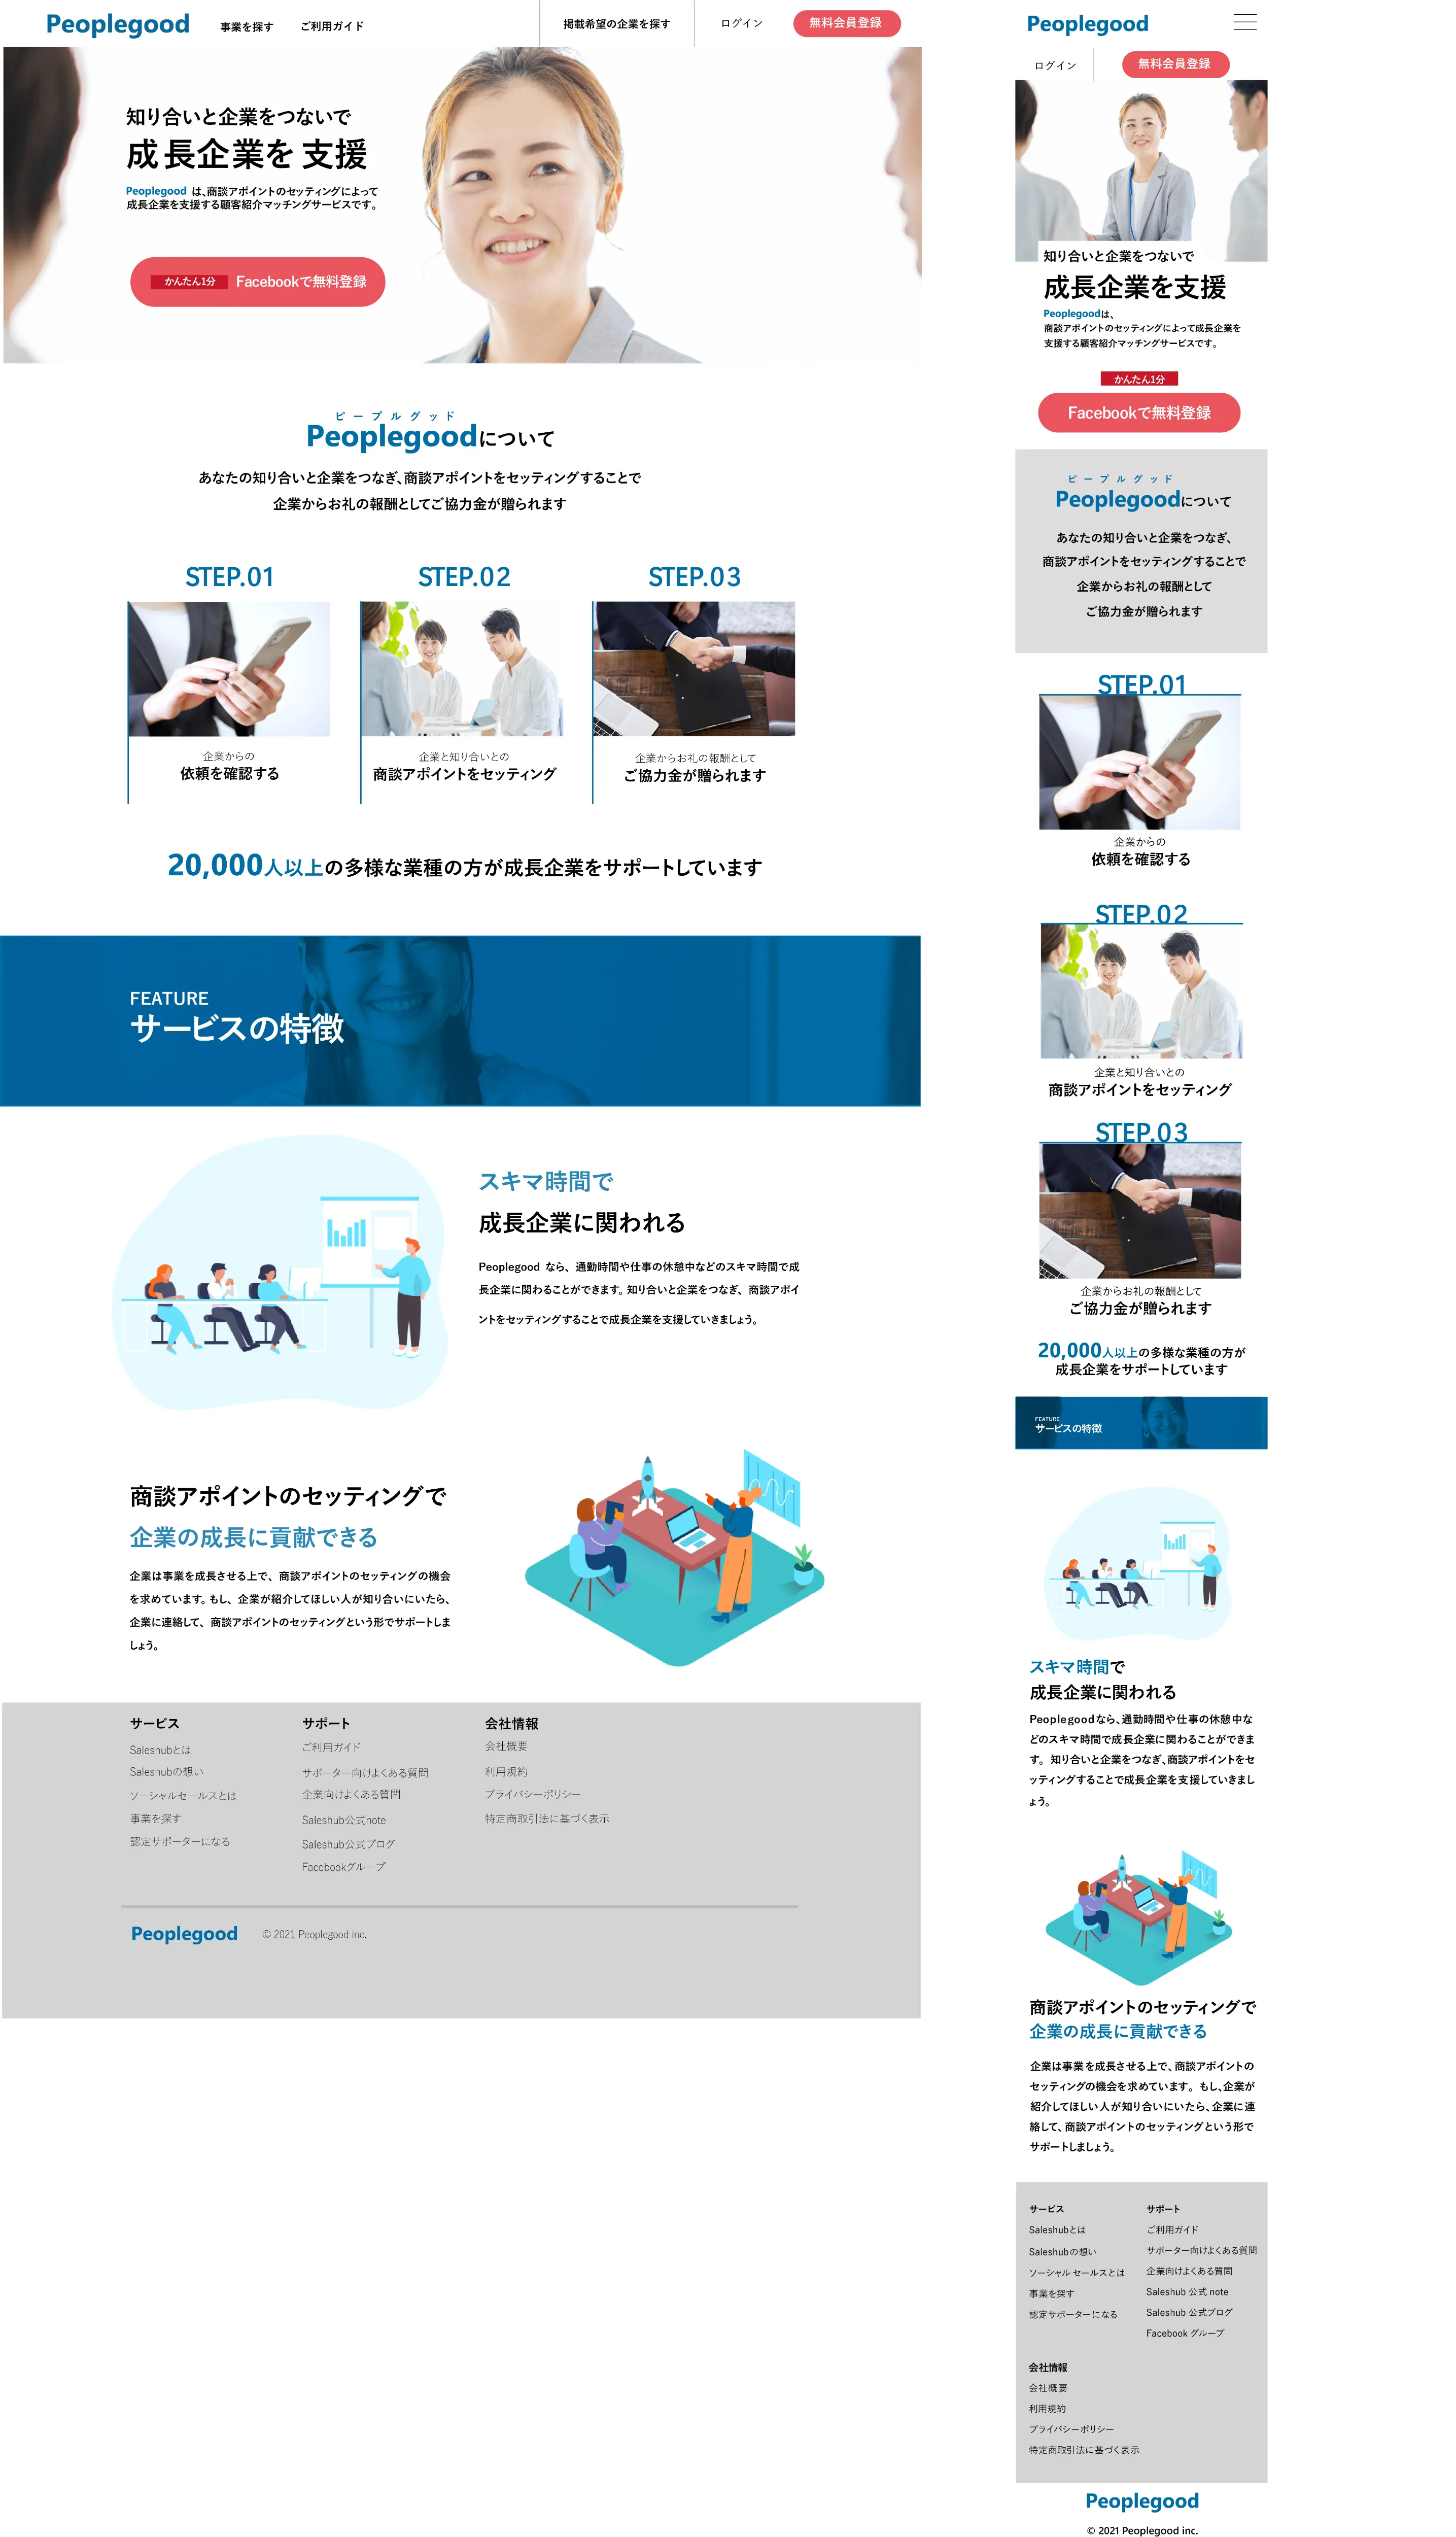 Peoplegood
事業を探す
ご利用ガイド
掲載希望の企業を探す
ログイン
無料会員登録
知り合いと企業をつないで
成長企業を支援
Peoplegood は、商談アポイントのセッティングによって
成長企業を支援する顧客紹介マッチングサービスです。
かんたん1分 Facebookで無料登録
ピープルグッド
Peoplegoodについて
あなたの知り合いと企業をつなぎ、商談アポイントをセッティングすることで
企業からお礼の報酬としてご協力金が贈られます
STEP.01
STEP.02
STEP.03
企業からの
依頼を確認する
企業と知り合いとの
商談アポイントをセッティング
企業からお礼の報酬として
ご協力金が贈られます
20,000人以上の多様な業種の方が成長企業をサポートしています
FEATURE
サービスの特徴
スキマ時間で
成長企業に関われる
Peoplegood なら、通勤時間や仕事の休憩中などのスキマ時間で成
長企業に関わることができます。知り合いと企業をつなぎ、商談アポイ
ントをセッティングすることで成長企業を支援していきましょう。
商談アポイントのセッティングで
企業の成長に貢献できる
企業は事業を成長させる上で、商談アポイントのセッティングの機会
を求めています。もし、企業が紹介してほしい人が知り合いにいたら、
企業に連絡して、商談アポイントのセッティングという形でサポートしま
しょう。
サービス
Saleshubとは
Saleshubの想い
ソーシャルセールスとは
事業を探す
認定サポーターになる
サポート
ご利用ガイド
サポーター向けよくある質問
企業向けよくある質問
Saleshub公式note
Saleshub公式ブログ
Facebookグループ
会社情報
会社概要
利用規約
プライバシーポリシー
特定商取引法に基づく表示
Peoplegood
© 2021 Peoplegood inc.
Peoplegood
ログイン
無料会員登録
知り合いと企業をつないで
成長企業を支援
Peoplegoodは、
商談アポイントのセッティングによって成長企業を
支援する顧客紹介マッチングサービスです。
かんたん1分
Facebookで無料登録
ピープルグッド
Peoplegoodについて
あなたの知り合いと企業をつなぎ、
商談アポイントをセッティングすることで
企業からお礼の報酬として
ご協力金が贈られます
STEP.01
企業からの
依頼を確認する
STEP.02
企業と知り合いとの
商談アポイントをセッティング
STEP.03
企業からお礼の報酬として
ご協力金が贈られます
20,000人以上の多様な業種の方が
成長企業をサポートしています
FEATURE
サービスの特徴
スキマ時間で
成長企業に関われる
Peoplegoodなら、通勤時間や仕事の休憩中な
どのスキマ時間で成長企業に関わることができま
す。知り合いと企業をつなぎ、商談アポイントをセ
ッティングすることで成長企業を支援していきまし
ょう。
商談アポイントのセッティングで
企業の成長に貢献できる
企業は事業を成長させる上で、商談アポイントの
セッティングの機会を求めています。もし、企業が
紹介してほしい人が知り合いにいたら、企業に連
絡して、商談アポイントのセッティングという形で
サポートしましょう。
サービス
Saleshubとは
Saleshubの想い
ソーシャルセールスとは
事業を探す
認定サポーターになる
サポート
ご利用ガイド
サポーター向けよくある質問
企業向けよくある質問
Saleshub 公式 note
Saleshub 公式ブログ
Facebook グループ
会社情報
会社概要
利用規約
プライバシーポリシー
特定商取引法に基づく表示
Peoplegood
© 2021 Peoplegood inc.